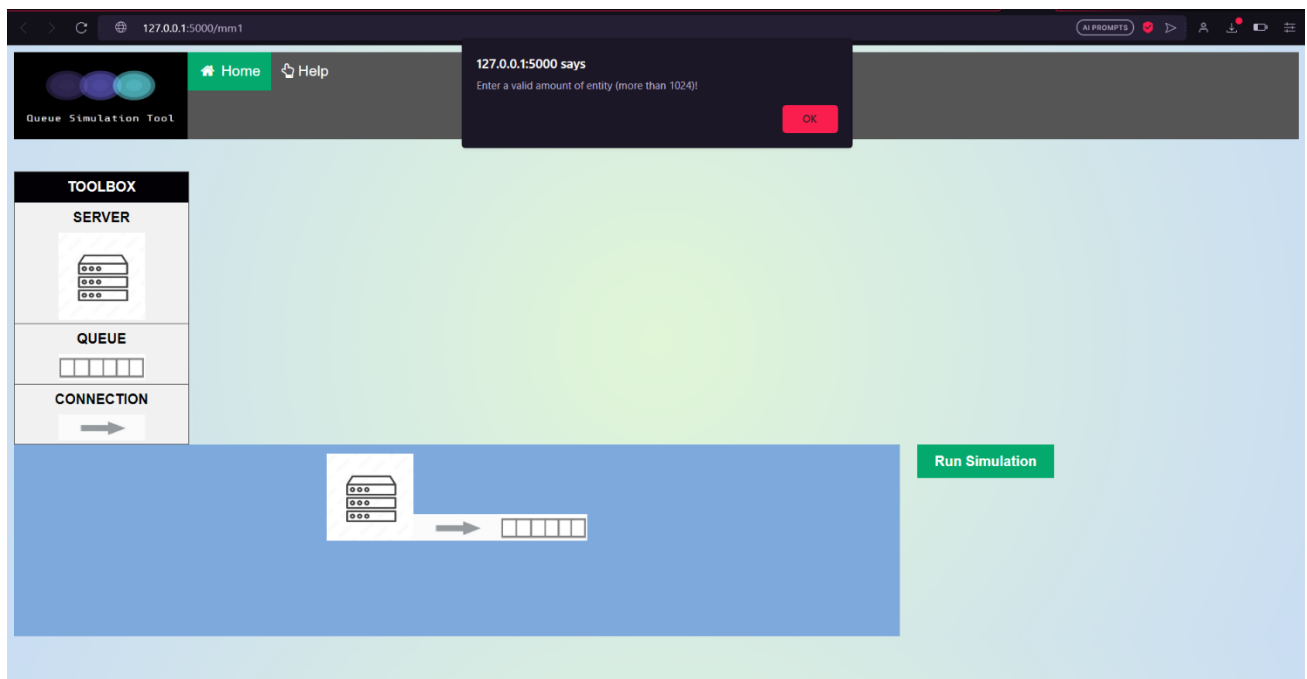 127.0.0.1:5000/mm1
AI PROMPTS
Home
Help
Queue Simulation Tool
127.0.0.1:5000 says
Enter a valid amount of entity (more than 1024)!
OK
TOOLBOX
SERVER
QUEUE
CONNECTION
Run Simulation